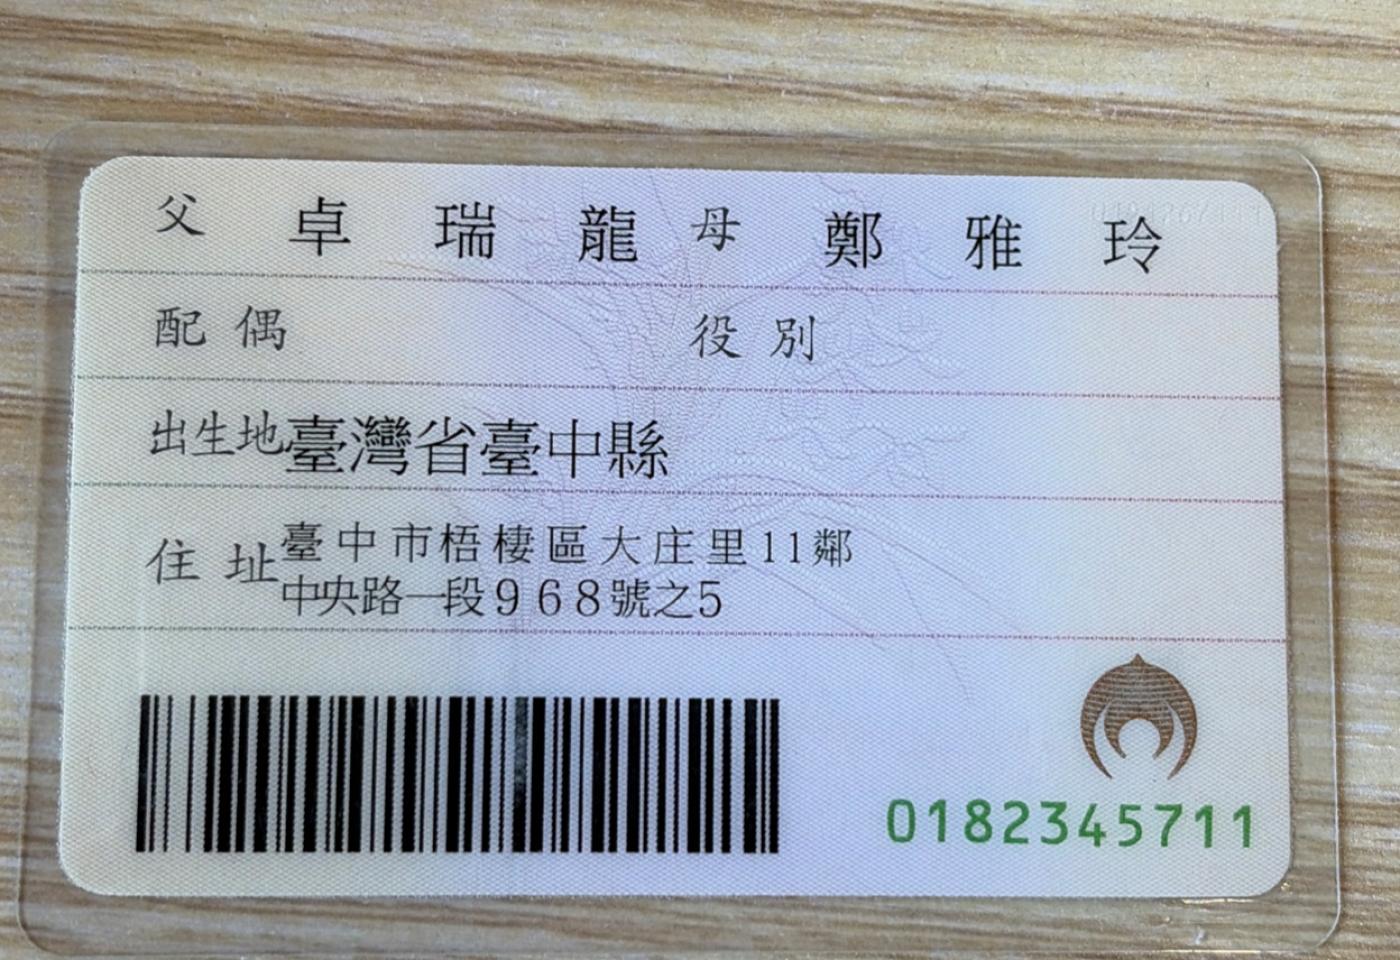 父 卓瑞龍 母 鄭雅玲
配偶 役別
出生地 臺灣省臺中縣
住址 臺中市梧棲區大庄里11鄰
中央路一段968號之5
0182345711